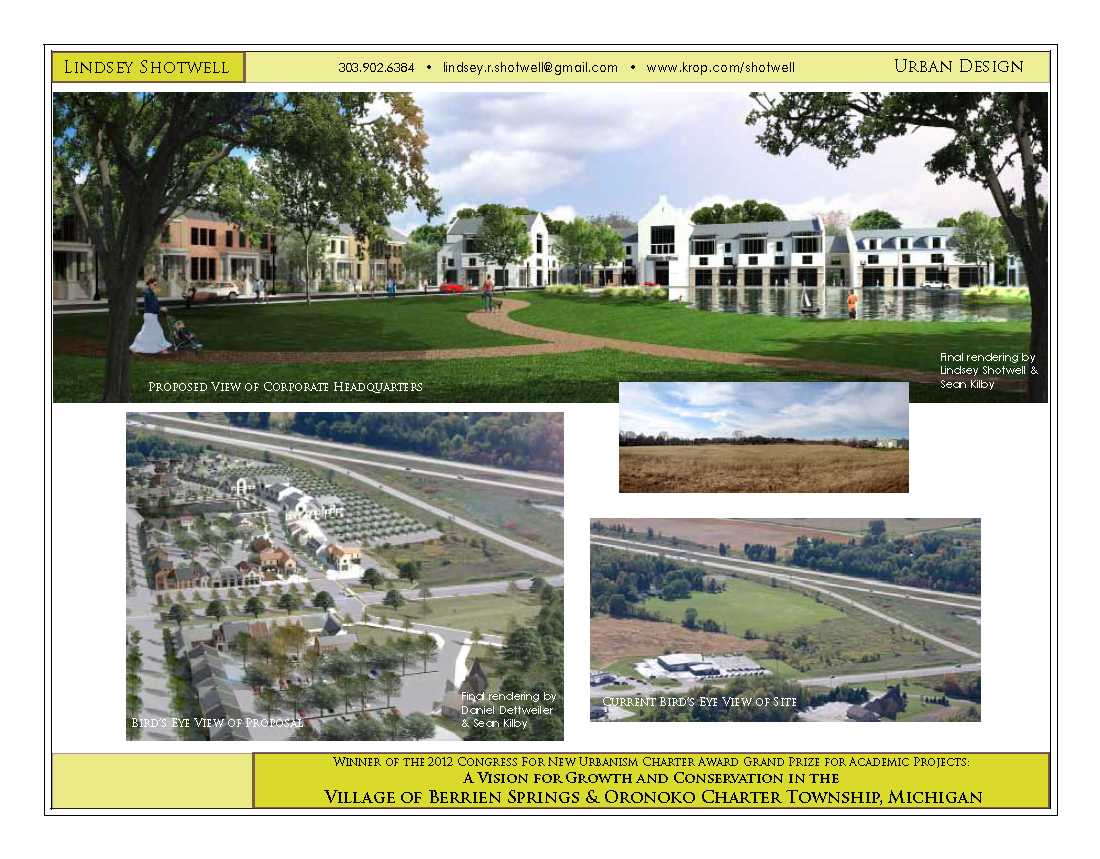 Lindsey Shotwell
303.902.6384 • lindsey.r.shotwell@gmail.com • www.krop.com/shotwell
Urban Design
Proposed View of Corporate Headquarters
Final rendering by
Lindsey Shotwell &
Sean Kilby
Bird's Eye View of Proposal
Final rendering by
Daniel Dettweiler
& Sean Kilby
Current Bird's Eye View of Site
Winner of the 2012 Congress For New Urbanism Charter Award Grand Prize for Academic Projects:
A Vision for Growth and Conservation in the
Village of Berrien Springs & Oronoko Charter Township, Michigan